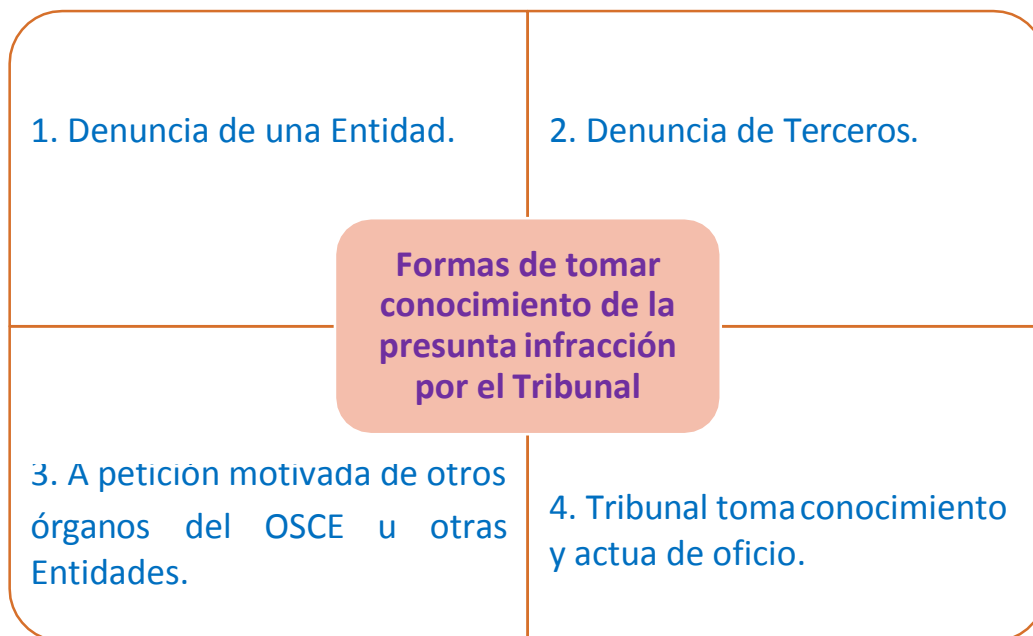 1. Denuncia de una Entidad.
2. Denuncia de Terceros.
Formas de tomar
conocimiento de la
presunta infracción
por el Tribunal
3. A petición motivada de otros
órganos del OSCE u otras
Entidades.
4. Tribunal toma conocimiento
y actua de oficio.